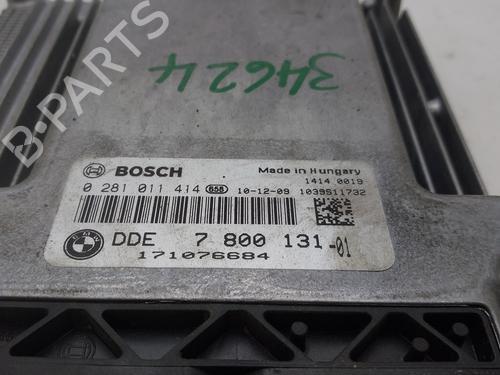 34624
B-PARTS
BOSCH
Made in Hungary
1414 0019
0 281 011 414 658 10-12-09 1039S11732
DDE 7 800 131-01
171076684